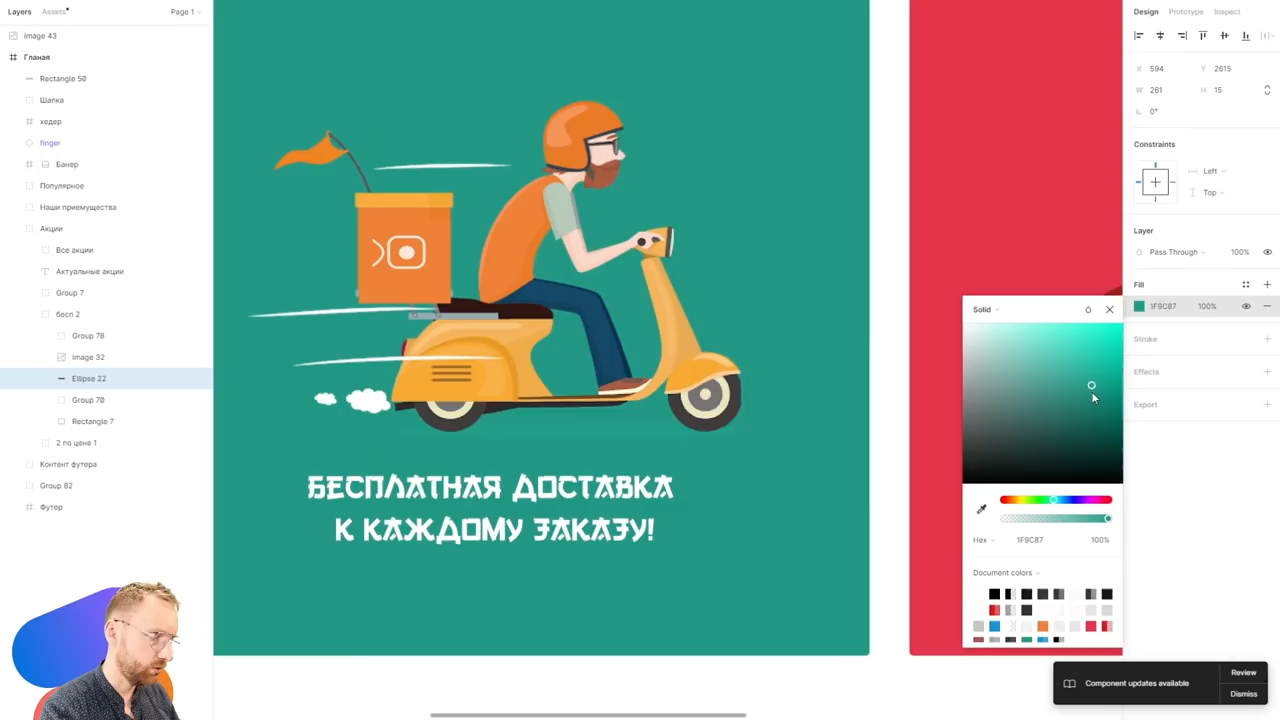 Layers
Assets
Page 1
image 43
Гланая
Rectangle 50
Шапка
хедер
finger
Банер
Популярное
Наши приемущества
Акции
Все акции
Актуальные акции
Group 7
бесп 2
Group 78
image 32
Ellipse 22
Group 70
Rectangle 7
2 по цене 1
Контент футера
Group 82
Футер
БЕСПЛАТНАЯ ДОСТАВКА
К КАЖДОМУ ЗАКАЗУ!
Design
Prototype
Inspect
X 594
Y 2615
W 261
H 15
0°
Constraints
Left
Top
Layer
Pass Through
100%
Fill
1F9C87
100%
Stroke
Effects
Export
Solid
Hex
1F9C87
100%
Document colors
Component updates available
Review
Dismiss